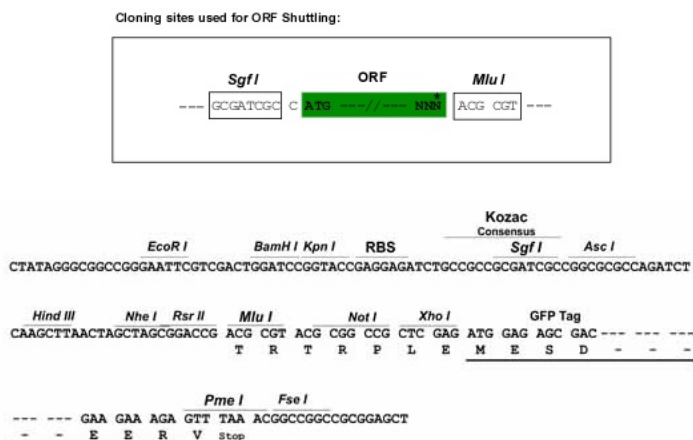 Cloning sites used for ORF Shuttling:
Sgf I ORF Mlu I
--- GCGATCGC C ATG ---//--- NNN* ACG CGT ---
Kozac
Consensus
EcoR I BamH I Kpn I RBS Sgf I Asc I
CTATAGGGCGGCCGGGAATTCGTCGACTGGATCCGGTACCGAGGAGATCTGCCGCCGCGATCGCCGGCGCGCCAGATCT
Hind III Nhe I Rsr II Mlu I Not I Xho I GFP Tag
CAAGCTTAACTAGCTAGCGGACCG ACG CGT ACG CGG CCG CTC GAG ATG GAG AGC GAC --- --- ---
T R T R P L E M E S D - - -
Pme I Fse I
--- --- GAA GAA AGA GTT TAA ACGGCCGGCCGCGGAGCT
- - E E R V Stop